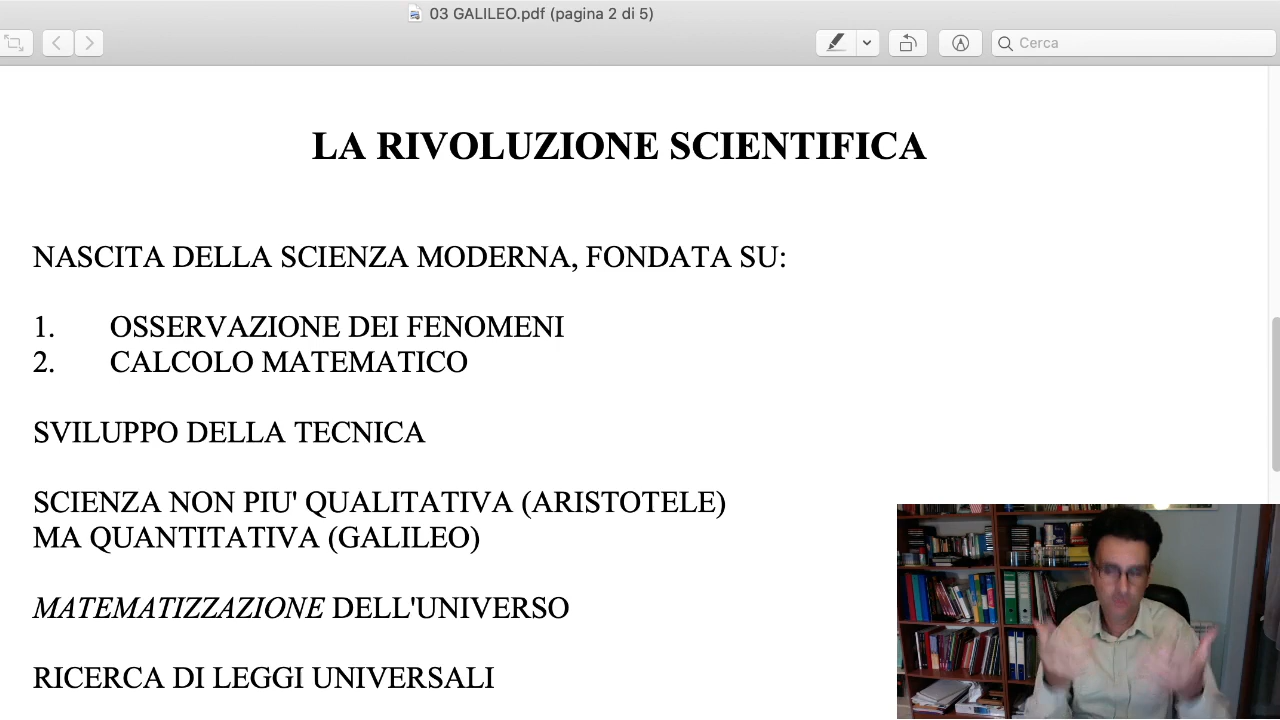 03 GALILEO.pdf (pagina 2 di 5)
Cerca
LA RIVOLUZIONE SCIENTIFICA
NASCITA DELLA SCIENZA MODERNA, FONDATA SU:
1. OSSERVAZIONE DEI FENOMENI
2. CALCOLO MATEMATICO
SVILUPPO DELLA TECNICA
SCIENZA NON PIU' QUALITATIVA (ARISTOTELE)
MA QUANTITATIVA (GALILEO)
MATEMATIZZAZIONE DELL'UNIVERSO
RICERCA DI LEGGI UNIVERSALI